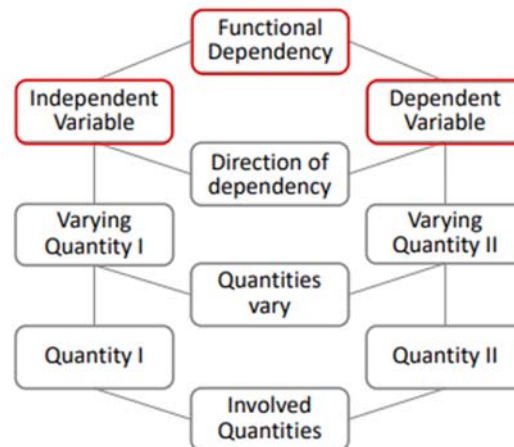 Functional
Dependency
Independent
Variable
Dependent
Variable
Direction of
dependency
Varying
Quantity I
Varying
Quantity II
Quantities
vary
Quantity I
Quantity II
Involved
Quantities